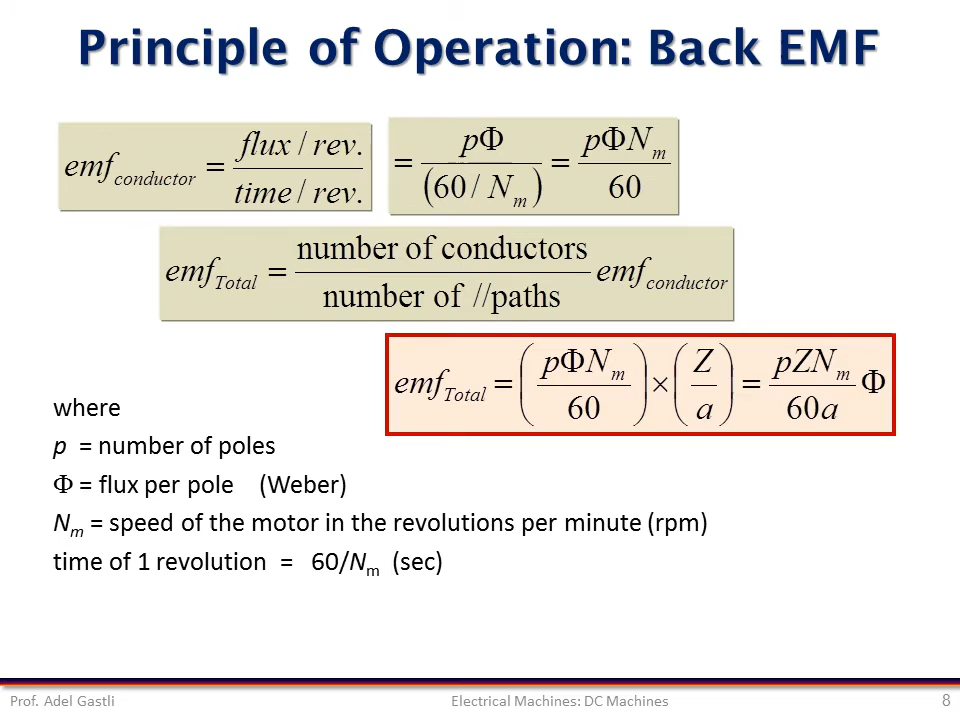 Principle of Operation: Back EMF
emf_conductor = (flux / rev.) / (time / rev.) = pΦ / (60 / N_m) = pΦN_m / 60
emf_Total = (number of conductors / number of //paths) emf_conductor
emf_Total = (pΦN_m / 60) × (Z / a) = (pZN_m / 60a) Φ
where
p = number of poles
Φ = flux per pole (Weber)
N_m = speed of the motor in the revolutions per minute (rpm)
time of 1 revolution = 60/N_m (sec)
Prof. Adel Gastli Electrical Machines: DC Machines 8